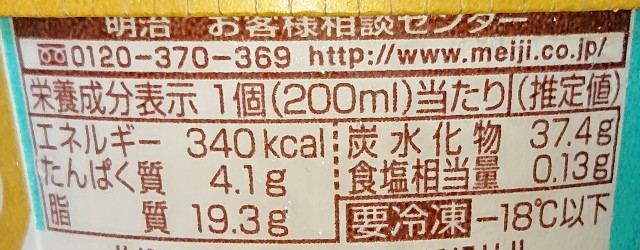 明治 お客様相談センター
0120-370-369 http://www.meiji.co.jp/
栄養成分表示 1個(200ml)当たり (推定値)
エネルギー 340kcal 炭水化物 37.4g
たんぱく質 4.1g 食塩相当量 0.13g
脂質 19.3g 要冷凍 -18℃以下